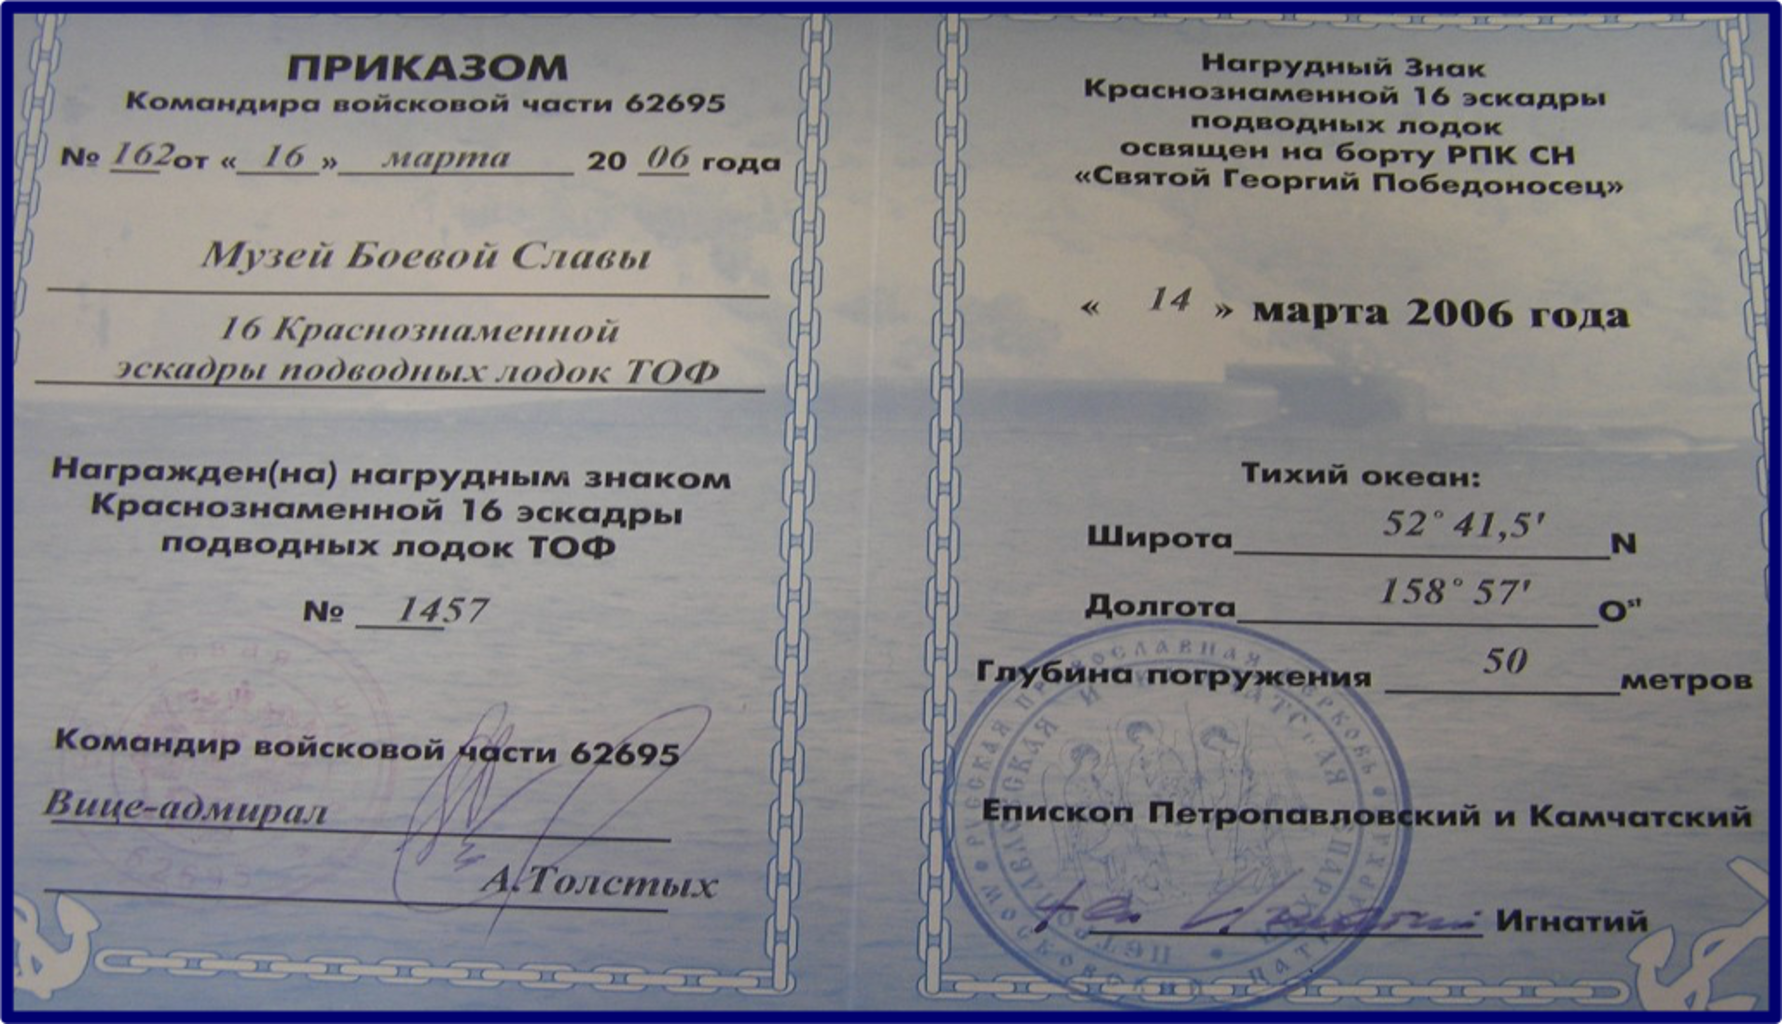 ПРИКАЗОМ
Командира войсковой части 62695
№ 162 от « 16 » марта 20 06 года
Музей Боевой Славы
16 Краснознаменной
эскадры подводных лодок ТОФ
Награжден(на) нагрудным знаком
Краснознаменной 16 эскадры
подводных лодок ТОФ
№ 1457
Командир войсковой части 62695
Вице-адмирал
А.Толстых
62695
Нагрудный Знак
Краснознаменной 16 эскадры
подводных лодок
освящен на борту РПК СН
«Святой Георгий Победоносец»
« 14 » марта 2006 года
Тихий океан:
Широта 52° 41,5' N
Долгота 158° 57' Ost
Глубина погружения 50 метров
Епископ Петропавловский и Камчатский
Игнатий